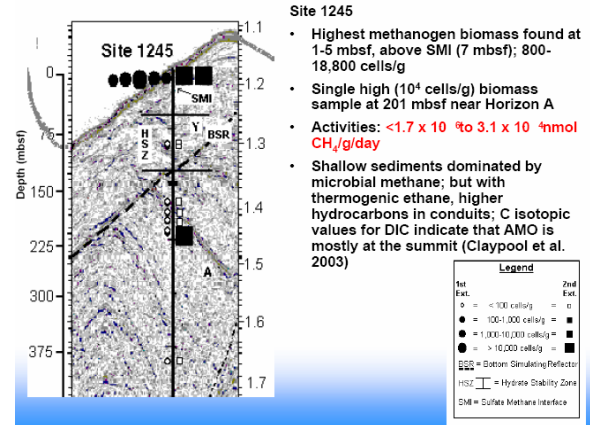 Site 1245
SMI
H
S
Z
Y
BSR
A
Depth (mbsf)
0
75
150
225
300
375
1.1
1.2
1.3
1.4
1.5
1.6
1.7
Site 1245
• Highest methanogen biomass found at
1-5 mbsf, above SMI (7 mbsf); 800-
18,800 cells/g
• Single high (10⁴ cells/g) biomass
sample at 201 mbsf near Horizon A
• Activities: <1.7 x 10 ⁶to 3.1 x 10 ⁴nmol
CH₄/g/day
• Shallow sediments dominated by
microbial methane; but with
thermogenic ethane, higher
hydrocarbons in conduits; C isotopic
values for DIC indicate that AMO is
mostly at the summit (Claypool et al.
2003)
Legend
1st Ext. 2nd Ext.
= < 100 cells/g =
= 100-1,000 cells/g =
= 1,000-10,000 cells/g =
= > 10,000 cells/g =
BSR = Bottom Simulating Reflector
HSZ = Hydrate Stability Zone
SMI = Sulfate Methane Interface